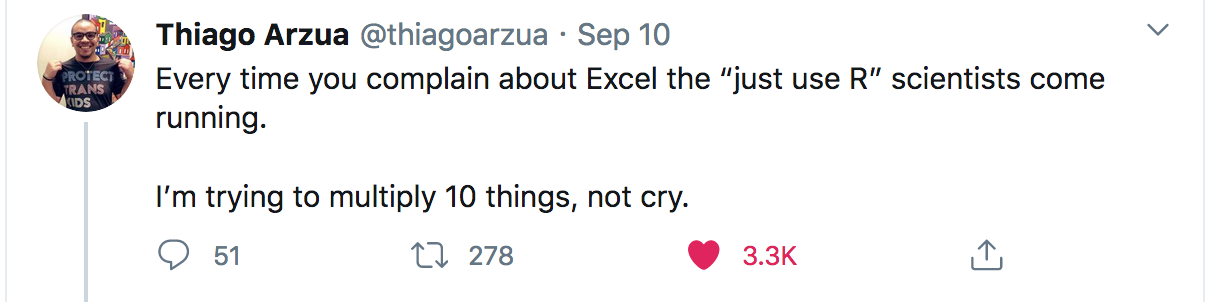 Thiago Arzua @thiagoarzua · Sep 10
PROTECT
TRANS
KIDS
Every time you complain about Excel the “just use R” scientists come
running.
I’m trying to multiply 10 things, not cry.
51 278 3.3K